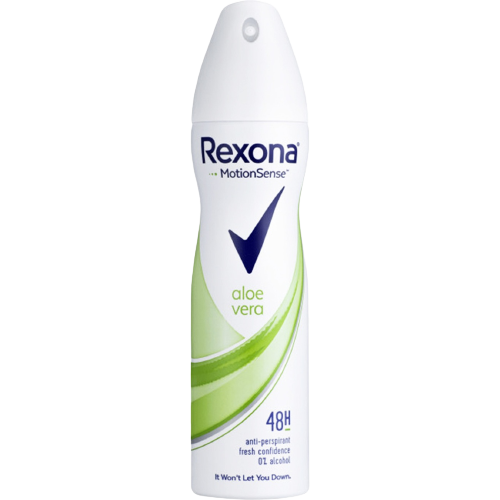 Rexona®
MotionSense™
aloe
vera
48H
anti-perspirant
fresh confidence
0% alcohol
It Won't Let You Down.